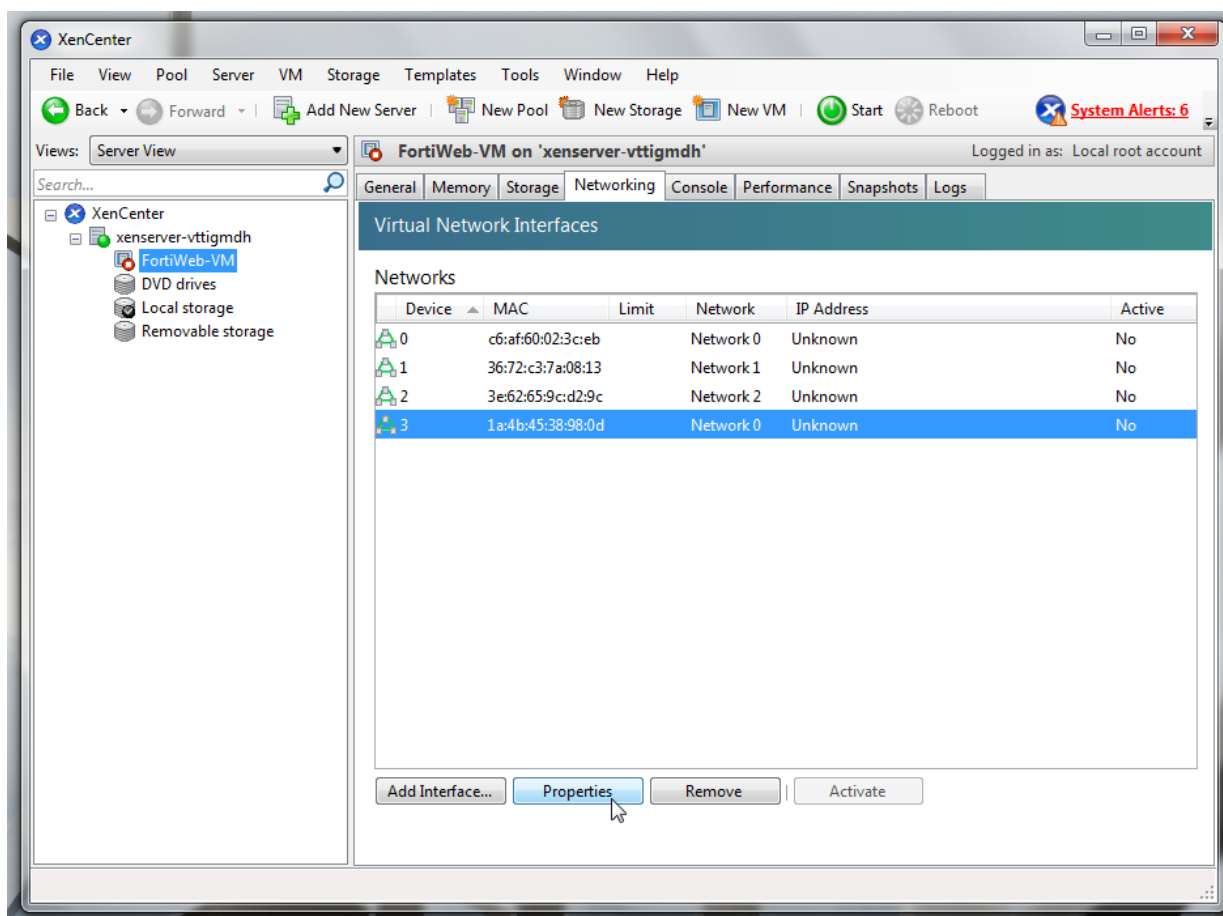 XenCenter
File View Pool Server VM Storage Templates Tools Window Help
Back Forward Add New Server New Pool New Storage New VM Start Reboot System Alerts: 6
Views: Server View
FortiWeb-VM on 'xenserver-vttigmdh' Logged in as: Local root account
Search...
General Memory Storage Networking Console Performance Snapshots Logs
XenCenter
xenserver-vttigmdh
FortiWeb-VM
DVD drives
Local storage
Removable storage
Virtual Network Interfaces
Networks
Device MAC Limit Network IP Address Active
0 c6:af:60:02:3c:eb Network 0 Unknown No
1 36:72:c3:7a:08:13 Network 1 Unknown No
2 3e:62:65:9c:d2:9c Network 2 Unknown No
3 1a:4b:45:38:98:0d Network 0 Unknown No
Add Interface... Properties Remove Activate